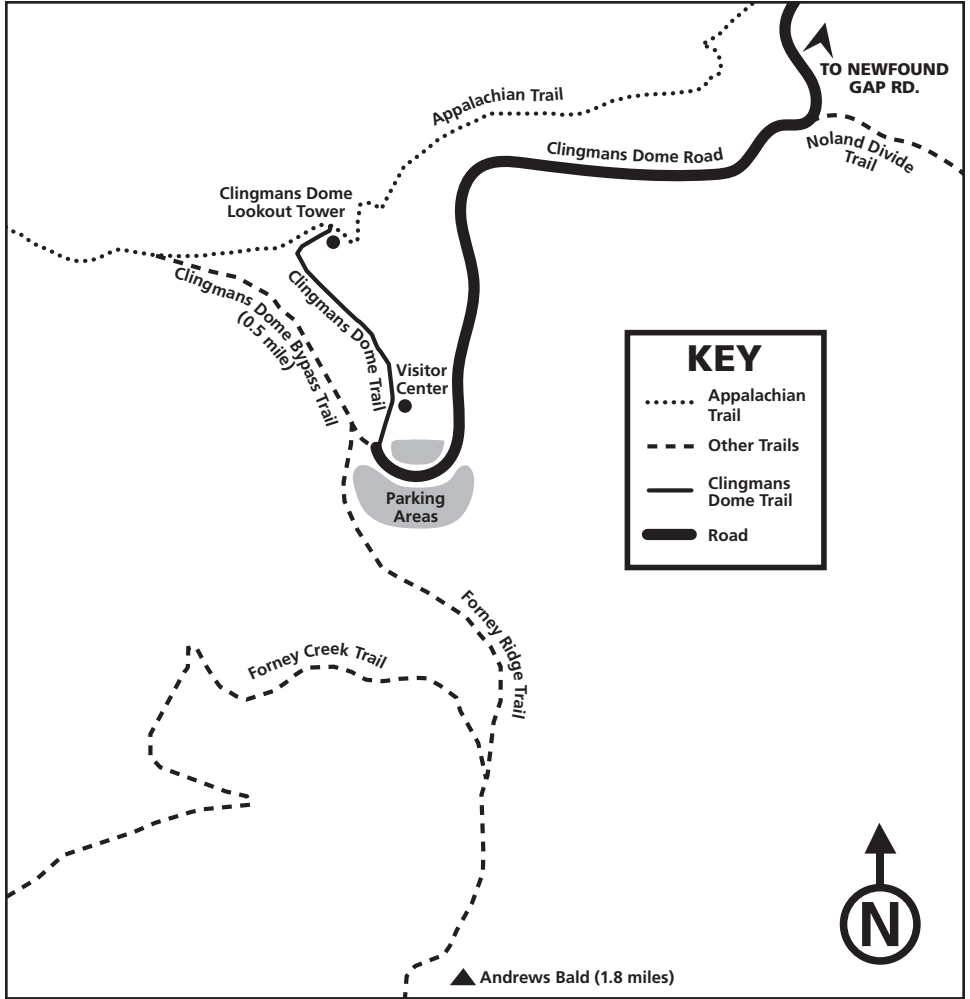 TO NEWFOUND
GAP RD.
Appalachian Trail
Noland Divide
Trail
Clingmans Dome Road
Clingmans Dome
Lookout Tower
Clingmans Dome Bypass Trail
(0.5 mile)
Clingmans Dome Trail
Visitor
Center
KEY
Appalachian
Trail
Other Trails
Clingmans
Dome Trail
Road
Parking
Areas
Forney Ridge Trail
Forney Creek Trail
N
Andrews Bald (1.8 miles)